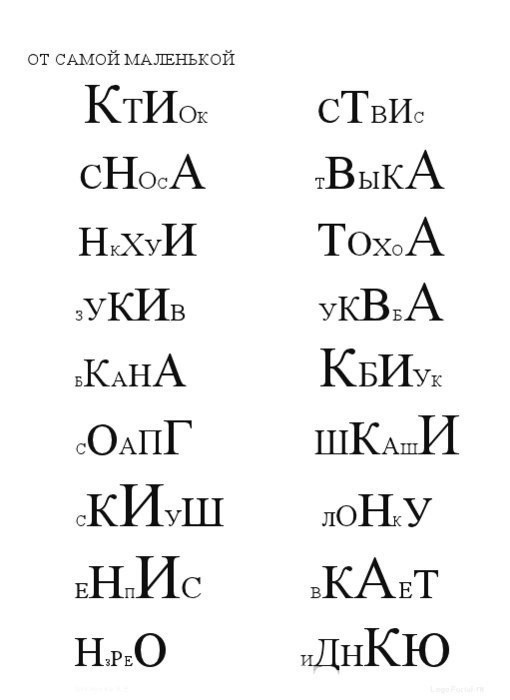 ОТ САМОЙ МАЛЕНЬКОЙ
КТИОК СТВИС
СНОСА ТВЫКА
НКХУИ ТОХОА
ЗУКИВ УКВБА
БКАНА КБИУК
СОАПГ ШКАШИ
СКИУШ ЛОНКУ
ЕНПИС ВКАЕТ
НЗРЕО ИДНКЮ